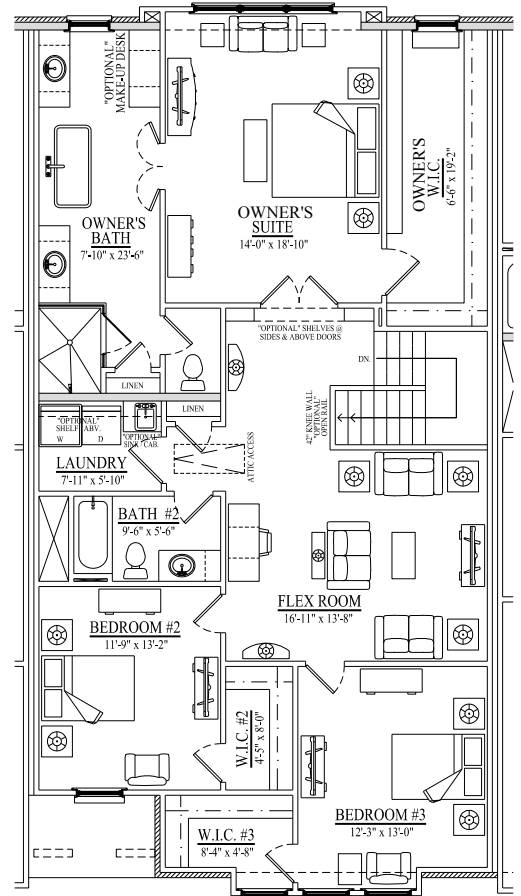 "OPTIONAL"
MAKE-UP DESK
OWNER'S
BATH
7'-10" x 23'-6"
OWNER'S
SUITE
14'-0" x 18'-10"
OWNER'S
W.I.C.
6'-6" x 19'-2"
"OPTIONAL" SHELVES @
SIDES & ABOVE DOORS
DN.
42" KNEE WALL
"OPTIONAL"
OPEN RAIL
LINEN
LINEN
"OPTIONAL"
SHELF ABV.
W
D
"OPTIONAL"
SINK / CAB.
ATTIC ACCESS
LAUNDRY
7'-11" x 5'-10"
BATH #2
9'-6" x 5'-6"
FLEX ROOM
16'-11" x 13'-8"
BEDROOM #2
11'-9" x 13'-2"
W.I.C. #2
4'-5" x 8'-0"
W.I.C. #3
8'-4" x 4'-8"
BEDROOM #3
12'-3" x 13'-0"